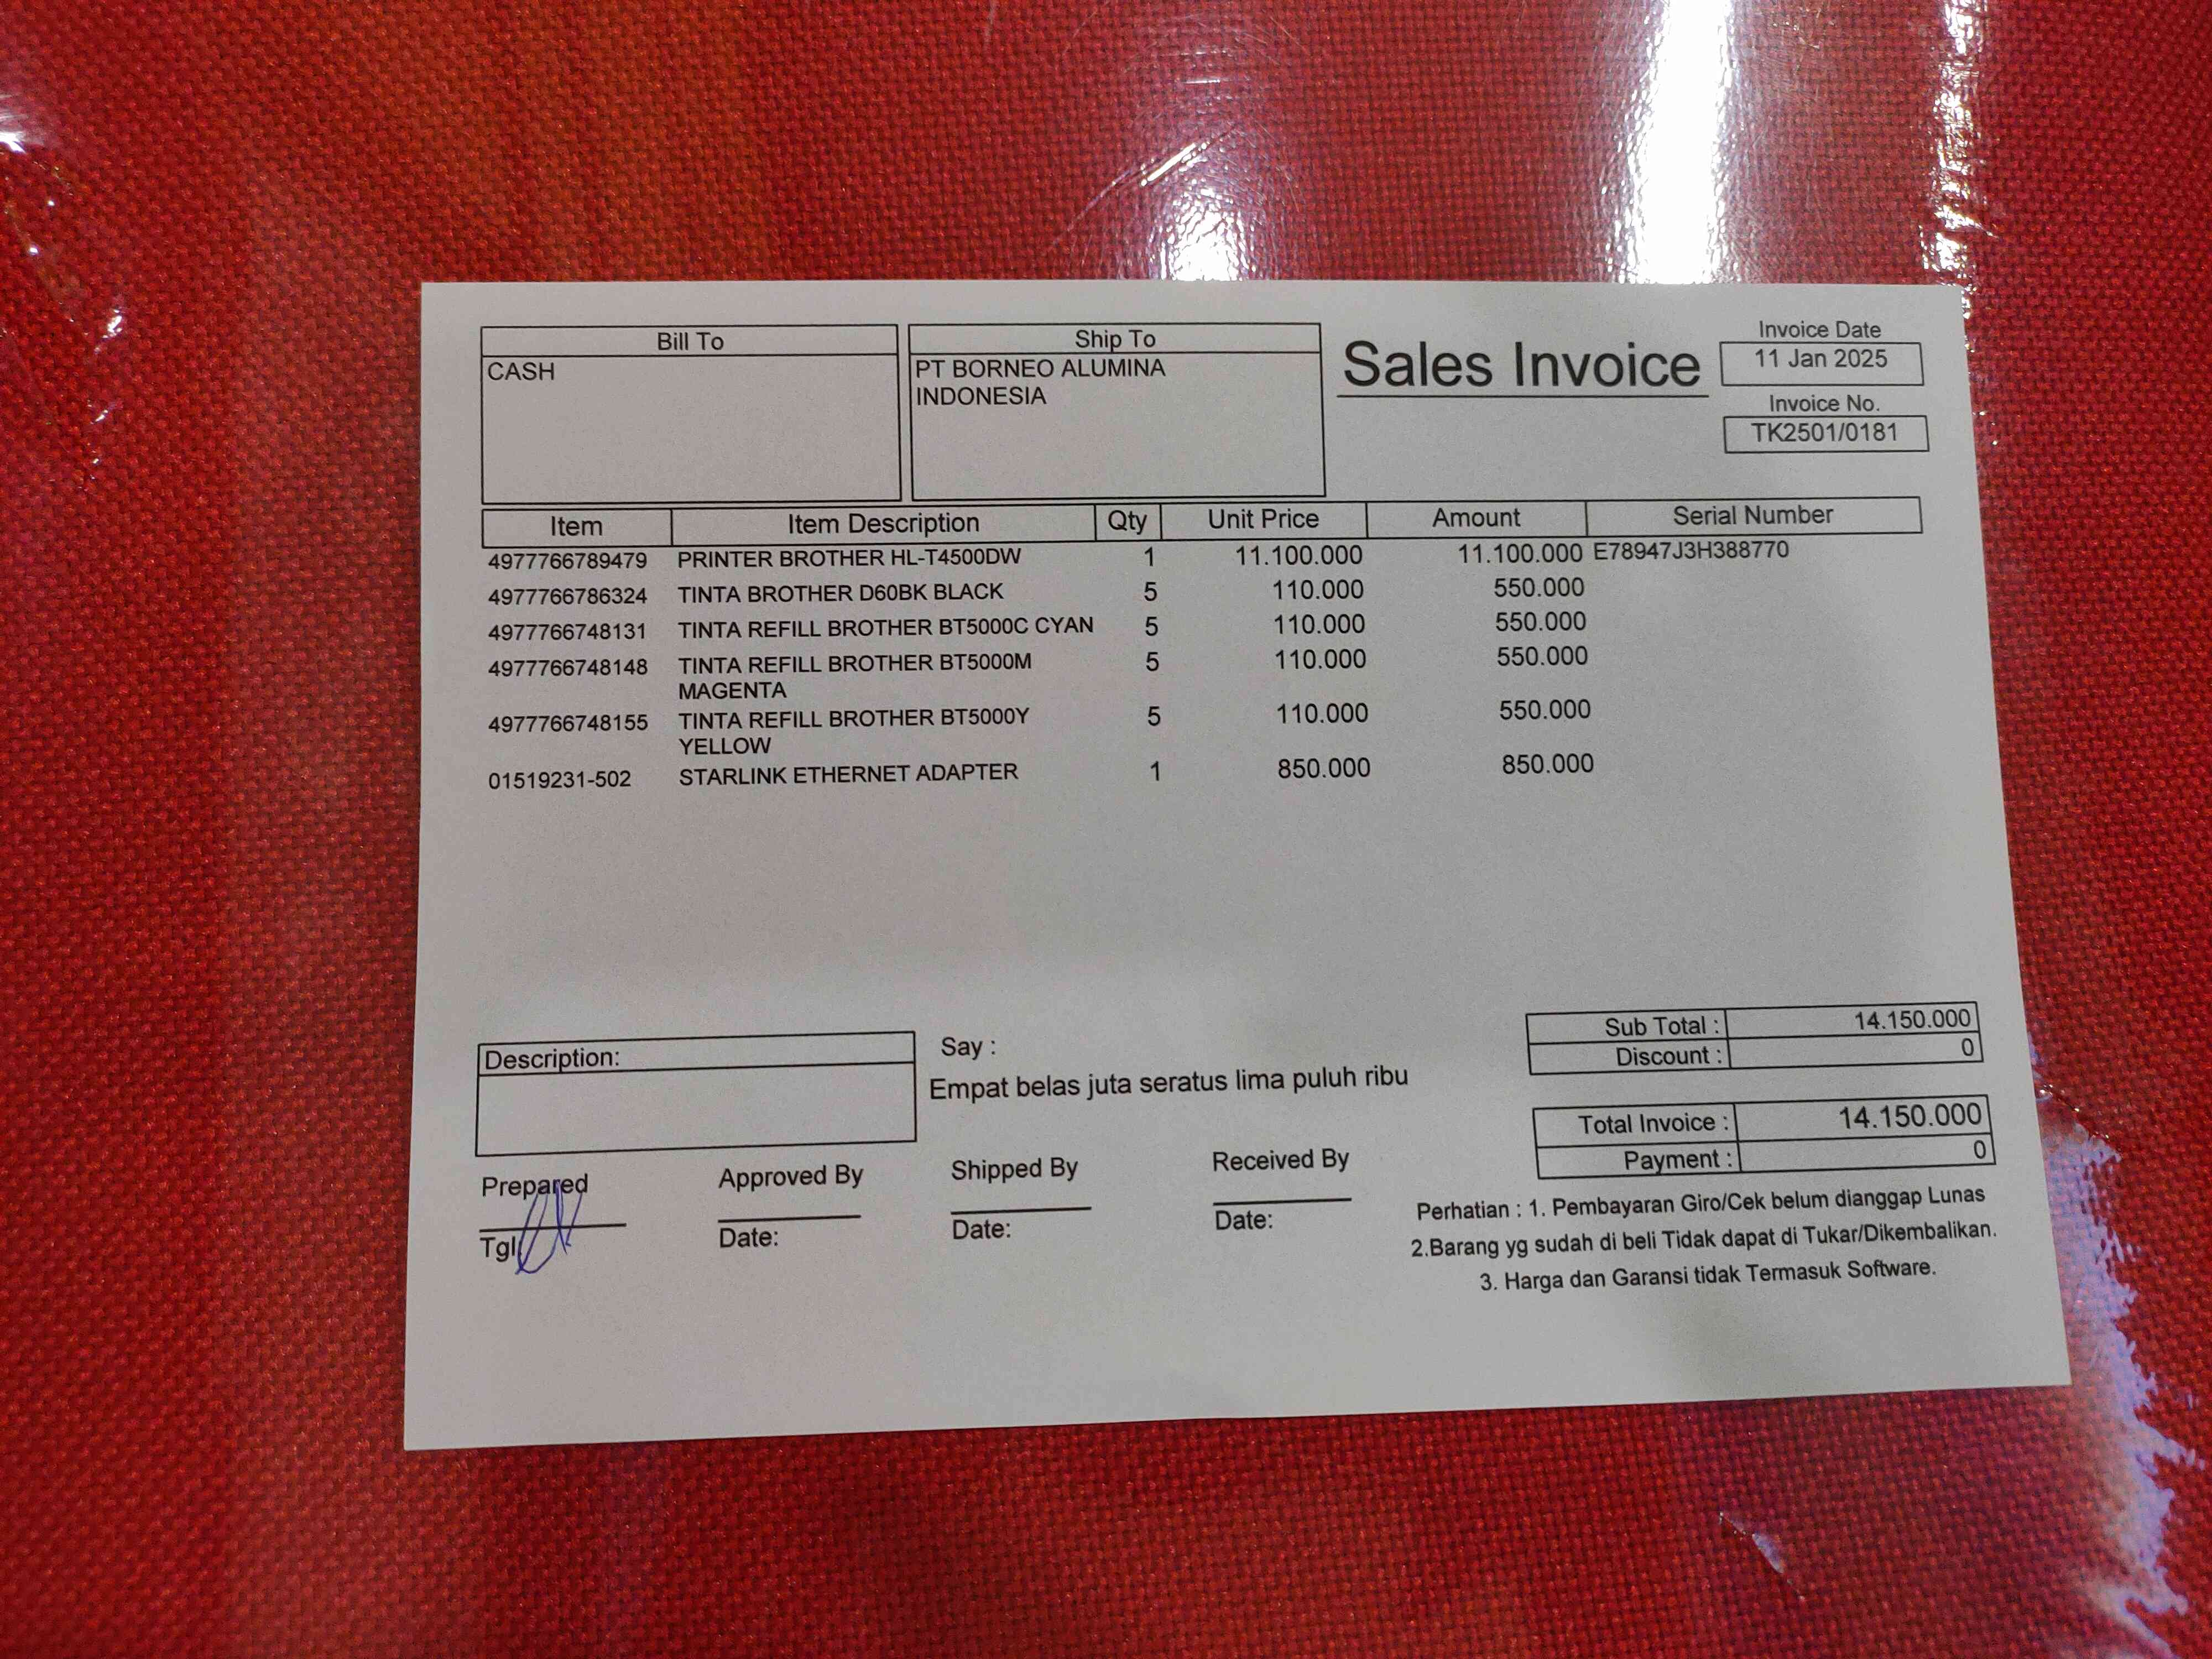 Bill To
CASH
Ship To
PT BORNEO ALUMINA
INDONESIA
Sales Invoice
Invoice Date
11 Jan 2025
Invoice No.
TK2501/0181
Item Item Description Qty Unit Price Amount Serial Number
4977766789479 PRINTER BROTHER HL-T4500DW 1 11.100.000 11.100.000 E78947J3H388770
4977766786324 TINTA BROTHER D60BK BLACK 5 110.000 550.000
4977766748131 TINTA REFILL BROTHER BT5000C CYAN 5 110.000 550.000
4977766748148 TINTA REFILL BROTHER BT5000M 5 110.000 550.000
MAGENTA
4977766748155 TINTA REFILL BROTHER BT5000Y 5 110.000 550.000
YELLOW
01519231-502 STARLINK ETHERNET ADAPTER 1 850.000 850.000
Description:
Say :
Empat belas juta seratus lima puluh ribu
Sub Total : 14.150.000
Discount : 0
Total Invoice : 14.150.000
Payment : 0
Prepared Approved By Shipped By Received By
Tgl Date: Date: Date:
Perhatian : 1. Pembayaran Giro/Cek belum dianggap Lunas
2.Barang yg sudah di beli Tidak dapat di Tukar/Dikembalikan.
3. Harga dan Garansi tidak Termasuk Software.